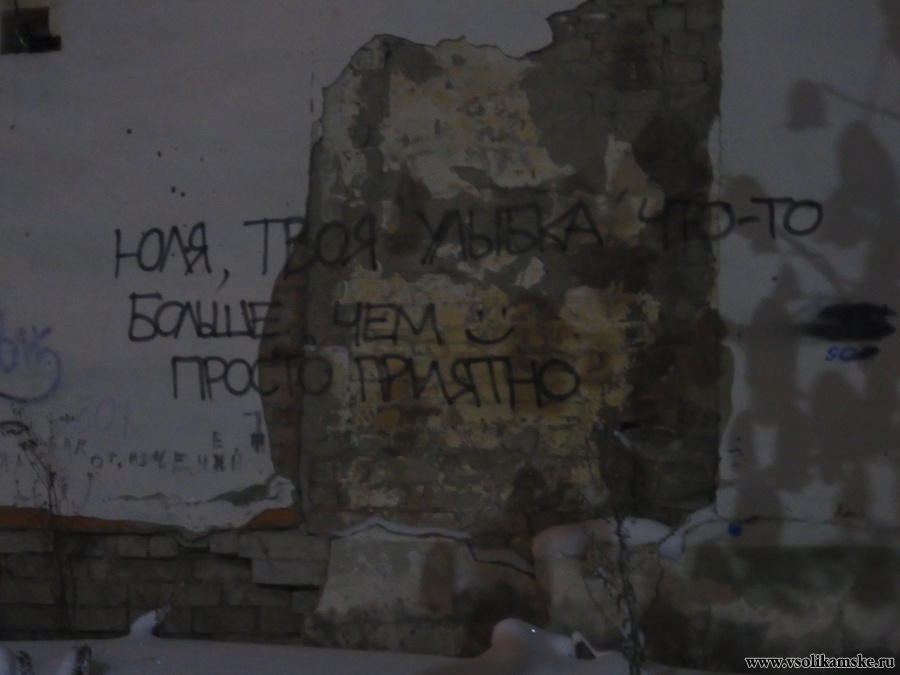 ЮЛЯ, ТВОЯ УЛЫБКА ЧТО-ТО
БОЛЬШЕ, ЧЕМ
ПРОСТО ПРИЯТНО
www.vsolikamske.ru